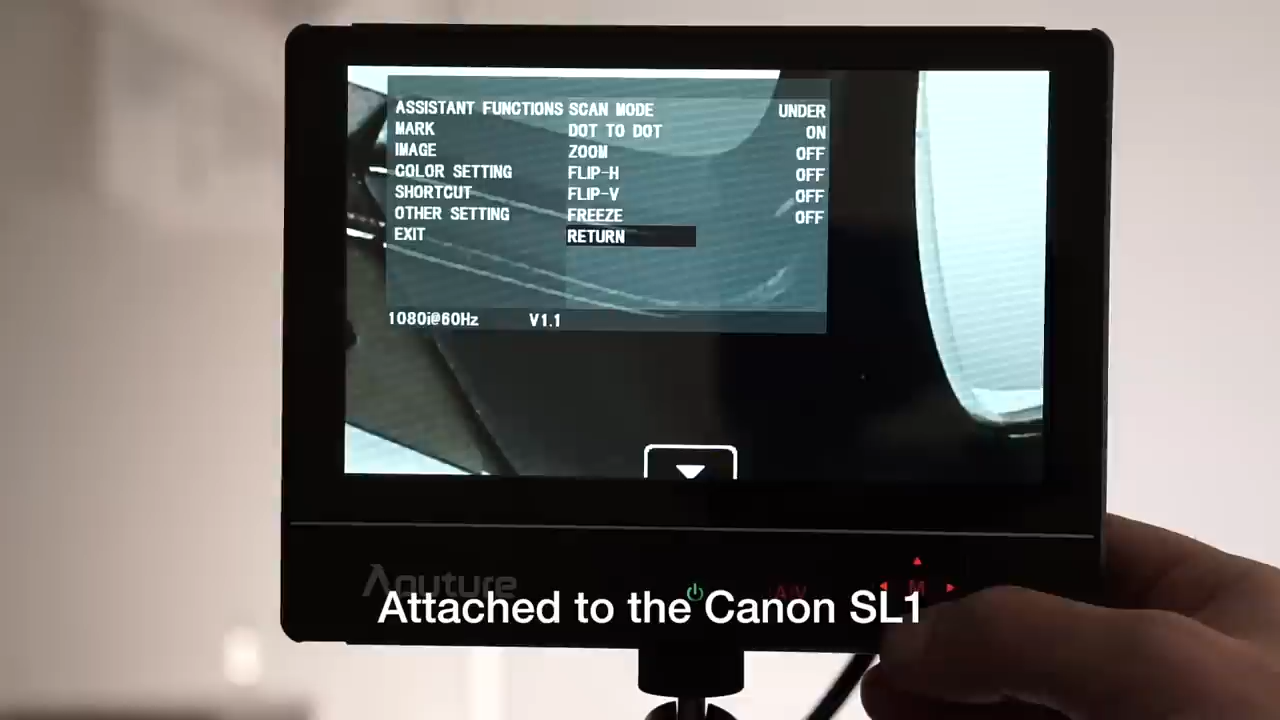 ASSISTANT FUNCTIONS SCAN MODE UNDER
MARK DOT TO DOT ON
IMAGE ZOOM OFF
COLOR SETTING FLIP-H OFF
SHORTCUT FLIP-V OFF
OTHER SETTING FREEZE OFF
EXIT RETURN
1080i@60Hz V1.1
Aputure
A/V M
Attached to the Canon SL1